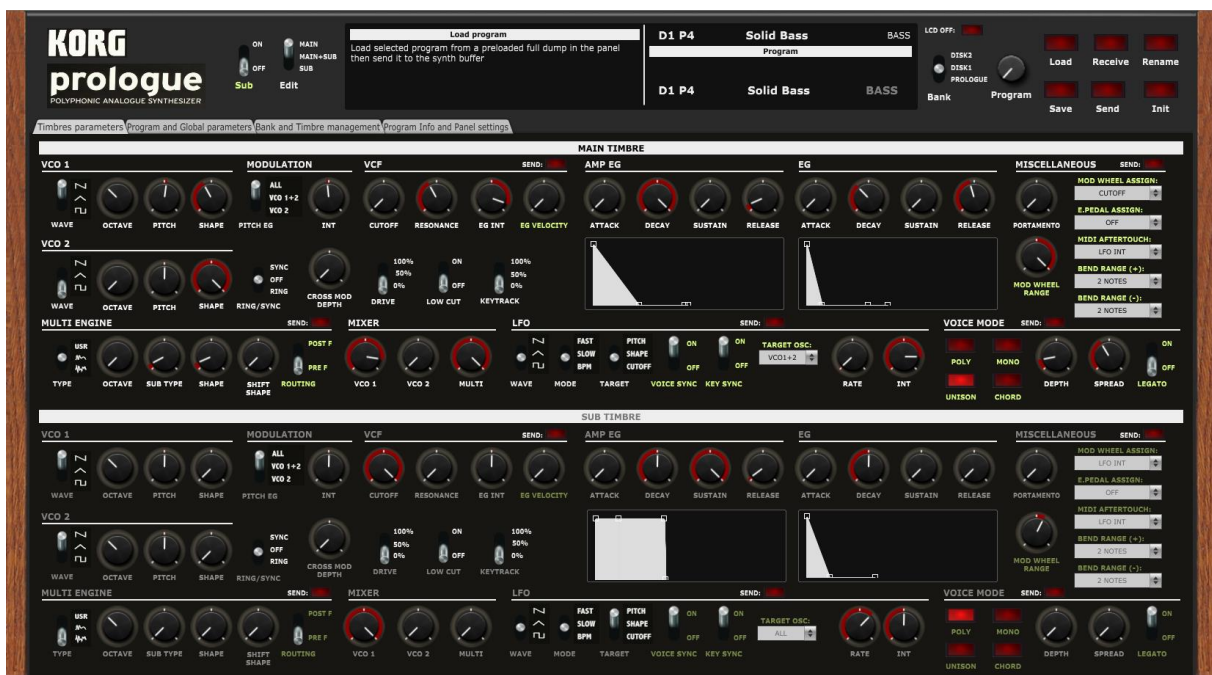 KORG
prologue
POLYPHONIC ANALOGUE SYNTHESIZER
ON
OFF
Sub
MAIN
MAIN+SUB
SUB
Edit
Load program
Load selected program from a preloaded full dump in the panel
then send it to the synth buffer
D1 P4 Solid Bass BASS
Program
D1 P4 Solid Bass BASS
LCD OFF:
DISK2
DISK1
PROLOGUE
Bank
Program
Load Receive Rename
Save Send Init
Timbres parameters Program and Global parameters Bank and Timbre management Program Info and Panel settings
MAIN TIMBRE
VCO 1
WAVE OCTAVE PITCH SHAPE
MODULATION
ALL
VCO 1+2
VCO 2
PITCH EG INT
VCF SEND:
CUTOFF RESONANCE EG INT EG VELOCITY
AMP EG
ATTACK DECAY SUSTAIN RELEASE
EG
ATTACK DECAY SUSTAIN RELEASE
MISCELLANEOUS SEND:
PORTAMENTO
MOD WHEEL ASSIGN:
CUTOFF
E.PEDAL ASSIGN:
OFF
MIDI AFTERTOUCH:
LFO INT
BEND RANGE (+):
2 NOTES
BEND RANGE (-):
2 NOTES
MOD WHEEL
RANGE
VCO 2
WAVE OCTAVE PITCH SHAPE
SYNC
OFF
RING
RING/SYNC
CROSS MOD
DEPTH
100%
50%
0%
DRIVE
ON
OFF
LOW CUT
100%
50%
0%
KEYTRACK
MULTI ENGINE SEND:
USR
TYPE OCTAVE SUB TYPE SHAPE SHIFT
SHAPE
POST F
PRE F
ROUTING
MIXER
VCO 1 VCO 2 MULTI
LFO SEND:
WAVE
FAST
SLOW
BPM
MODE
PITCH
SHAPE
CUTOFF
TARGET
ON
OFF
VOICE SYNC
ON
OFF
KEY SYNC
TARGET OSC:
VCO1+2
RATE INT
VOICE MODE SEND:
POLY MONO
UNISON CHORD
DEPTH SPREAD
ON
OFF
LEGATO
SUB TIMBRE
VCO 1
WAVE OCTAVE PITCH SHAPE
MODULATION
ALL
VCO 1+2
VCO 2
PITCH EG INT
VCF SEND:
CUTOFF RESONANCE EG INT EG VELOCITY
AMP EG
ATTACK DECAY SUSTAIN RELEASE
EG
ATTACK DECAY SUSTAIN RELEASE
MISCELLANEOUS SEND:
PORTAMENTO
MOD WHEEL ASSIGN:
LFO INT
E.PEDAL ASSIGN:
OFF
MIDI AFTERTOUCH:
LFO INT
BEND RANGE (+):
2 NOTES
BEND RANGE (-):
2 NOTES
MOD WHEEL
RANGE
VCO 2
WAVE OCTAVE PITCH SHAPE
SYNC
OFF
RING
RING/SYNC
CROSS MOD
DEPTH
100%
50%
0%
DRIVE
ON
OFF
LOW CUT
100%
50%
0%
KEYTRACK
MULTI ENGINE SEND:
USR
TYPE OCTAVE SUB TYPE SHAPE SHIFT
SHAPE
POST F
PRE F
ROUTING
MIXER
VCO 1 VCO 2 MULTI
LFO SEND:
WAVE
FAST
SLOW
BPM
MODE
PITCH
SHAPE
CUTOFF
TARGET
ON
OFF
VOICE SYNC
ON
OFF
KEY SYNC
TARGET OSC:
ALL
RATE INT
VOICE MODE SEND:
POLY MONO
UNISON CHORD
DEPTH SPREAD
ON
OFF
LEGATO